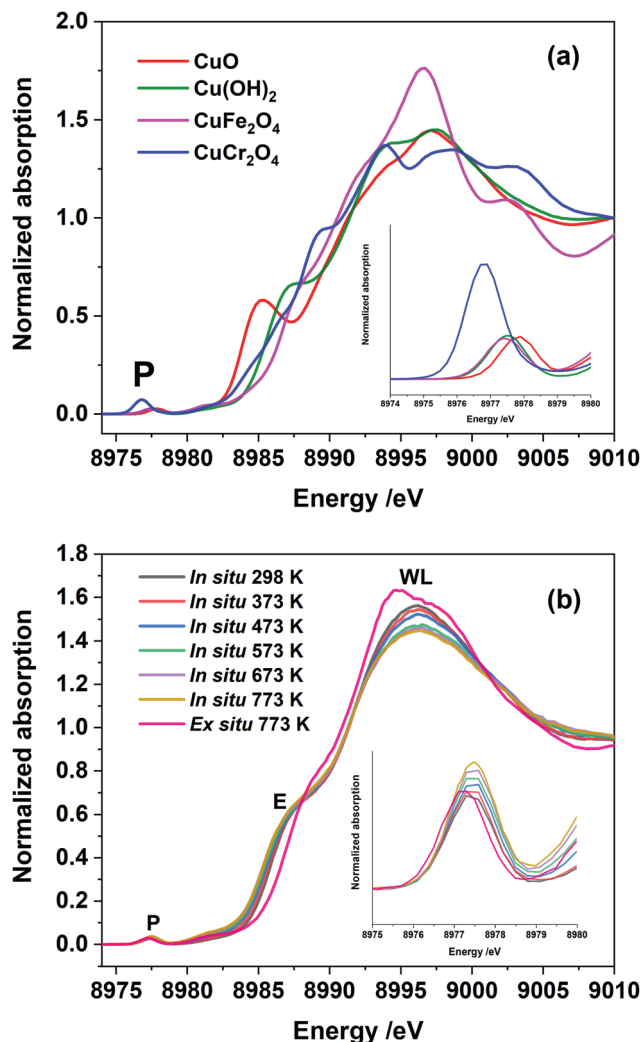 (a)
CuO
Cu(OH)₂
CuFe₂O₄
CuCr₂O₄
P
Normalized absorption
2.0
1.5
1.0
0.5
0.0
8975 8980 8985 8990 8995 9000 9005 9010
Energy /eV
Normalized absorption
8974 8975 8976 8977 8978 8979 8980
Energy /eV
(b)
In situ 298 K
In situ 373 K
In situ 473 K
In situ 573 K
In situ 673 K
In situ 773 K
Ex situ 773 K
WL
E
P
Normalized absorption
1.8
1.6
1.4
1.2
1.0
0.8
0.6
0.4
0.2
0.0
8975 8980 8985 8990 8995 9000 9005 9010
Energy /eV
Normalized absorption
8975 8976 8977 8978 8979 8980
Energy /eV